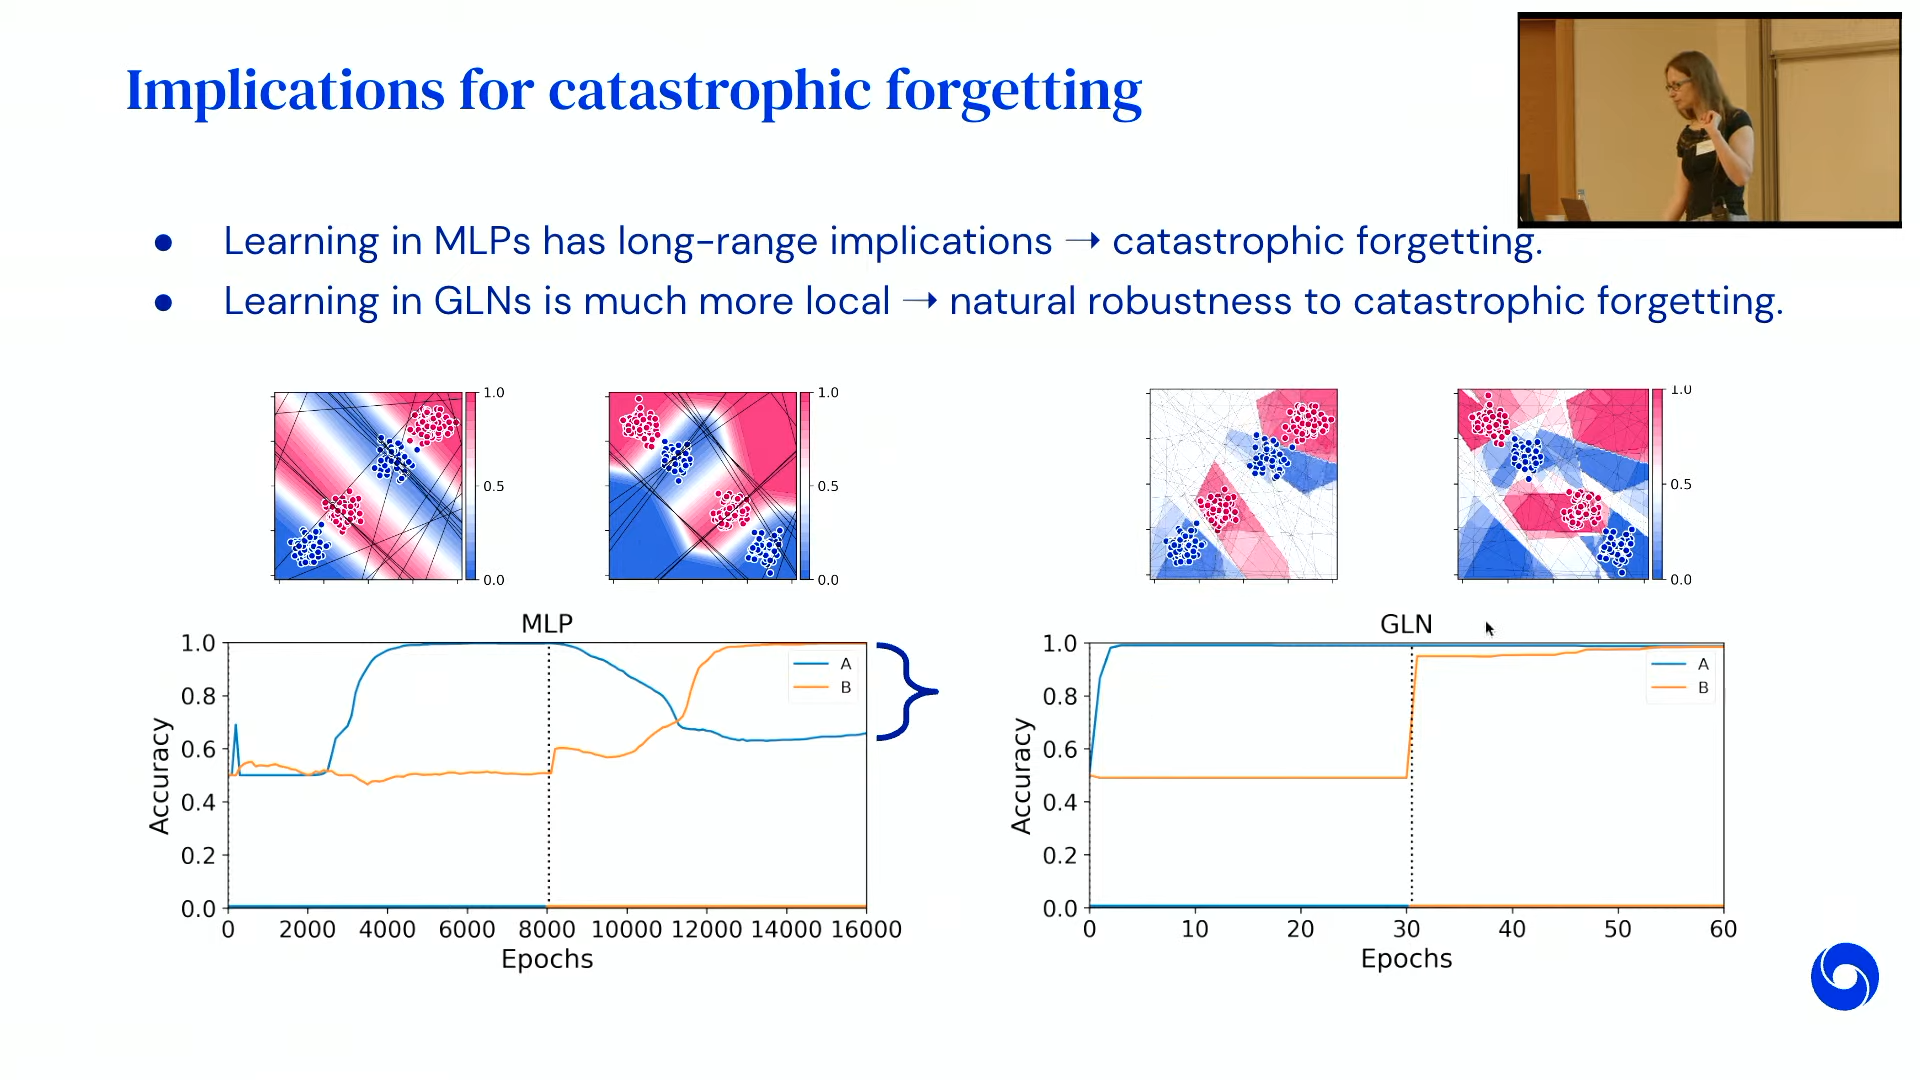 Implications for catastrophic forgetting
● Learning in MLPs has long-range implications → catastrophic forgetting.
● Learning in GLNs is much more local → natural robustness to catastrophic forgetting.
1.0
0.5
0.0
1.0
0.5
0.0
1.0
0.5
0.0
MLP
1.0
0.8
0.6
0.4
0.2
0.0
Accuracy
A
B
0 2000 4000 6000 8000 10000 12000 14000 16000
Epochs
GLN
1.0
0.8
0.6
0.4
0.2
0.0
Accuracy
A
B
0 10 20 30 40 50 60
Epochs